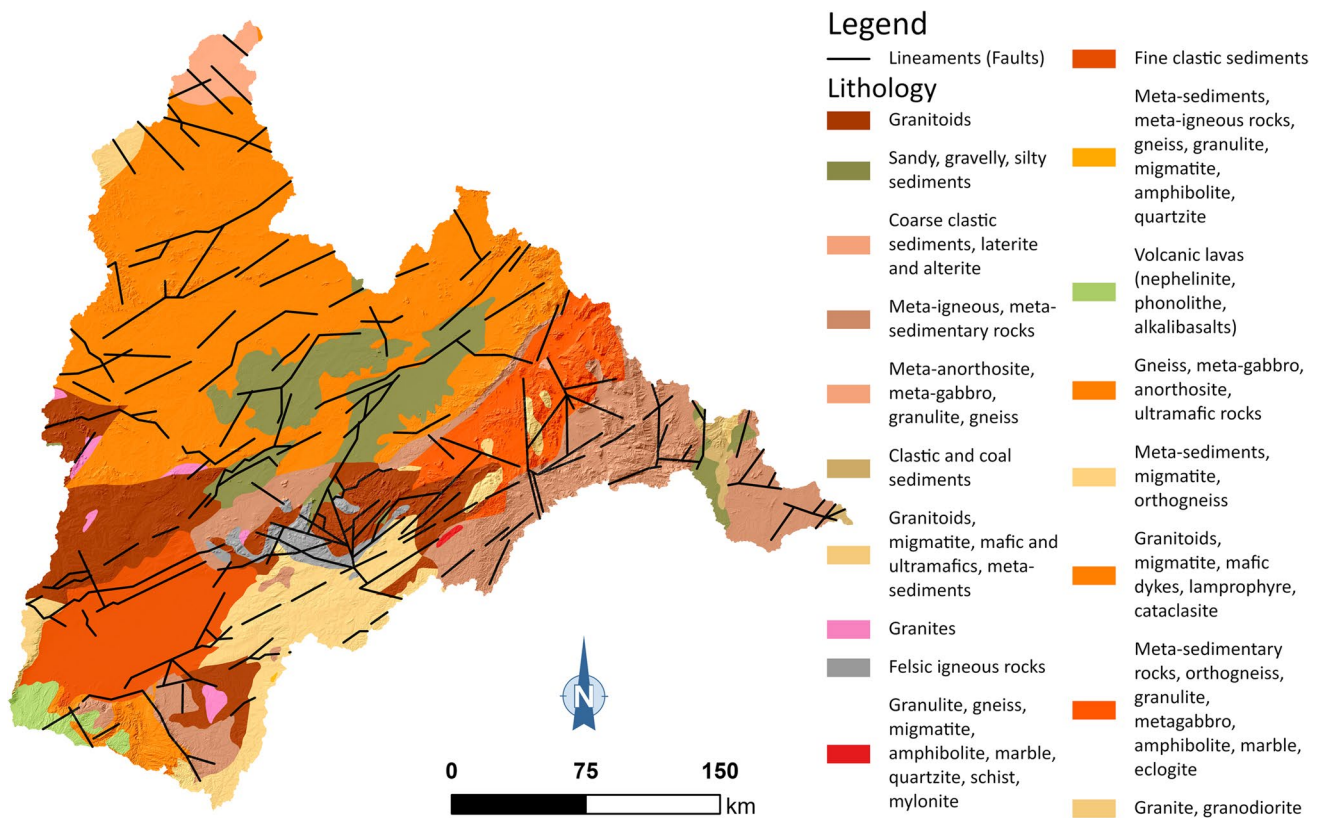 Legend
Lineaments (Faults)
Lithology
Granitoids
Sandy, gravelly, silty
sediments
Coarse clastic
sediments, laterite
and alterite
Meta-igneous, meta-
sedimentary rocks
Meta-anorthosite,
meta-gabbro,
granulite, gneiss
Clastic and coal
sediments
Granitoids,
migmatite, mafic and
ultramafics, meta-
sediments
Granites
Felsic igneous rocks
Granulite, gneiss,
migmatite,
amphibolite, marble,
quartzite, schist,
mylonite
Fine clastic sediments
Meta-sediments,
meta-igneous rocks,
gneiss, granulite,
migmatite,
amphibolite,
quartzite
Volcanic lavas
(nephelinite,
phonolithe,
alkalibasalts)
Gneiss, meta-gabbro,
anorthosite,
ultramafic rocks
Meta-sediments,
migmatite,
orthogneiss
Granitoids,
migmatite, mafic
dykes, lamprophyre,
cataclasite
Meta-sedimentary
rocks, orthogneiss,
granulite,
metagabbro,
amphibolite, marble,
eclogite
Granite, granodiorite
N
0 75 150
km